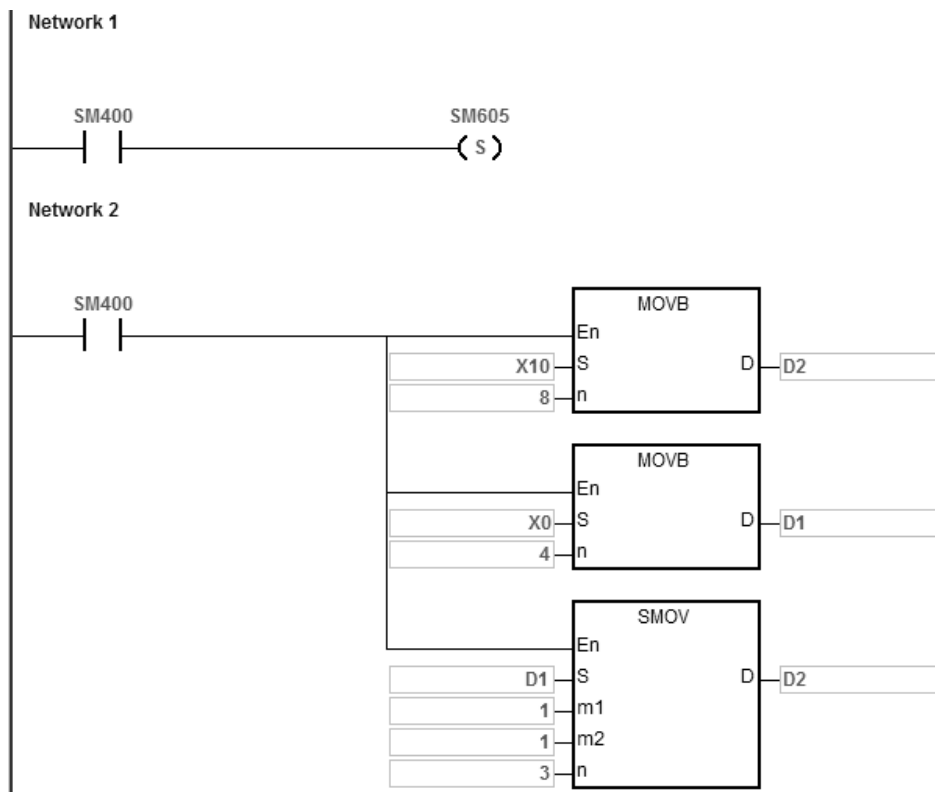 Network 1
SM400 SM605
S
Network 2
SM400
MOVB
En
X10 S D D2
8 n
MOVB
En
X0 S D D1
4 n
SMOV
En
D1 S D D2
1 m1
1 m2
3 n